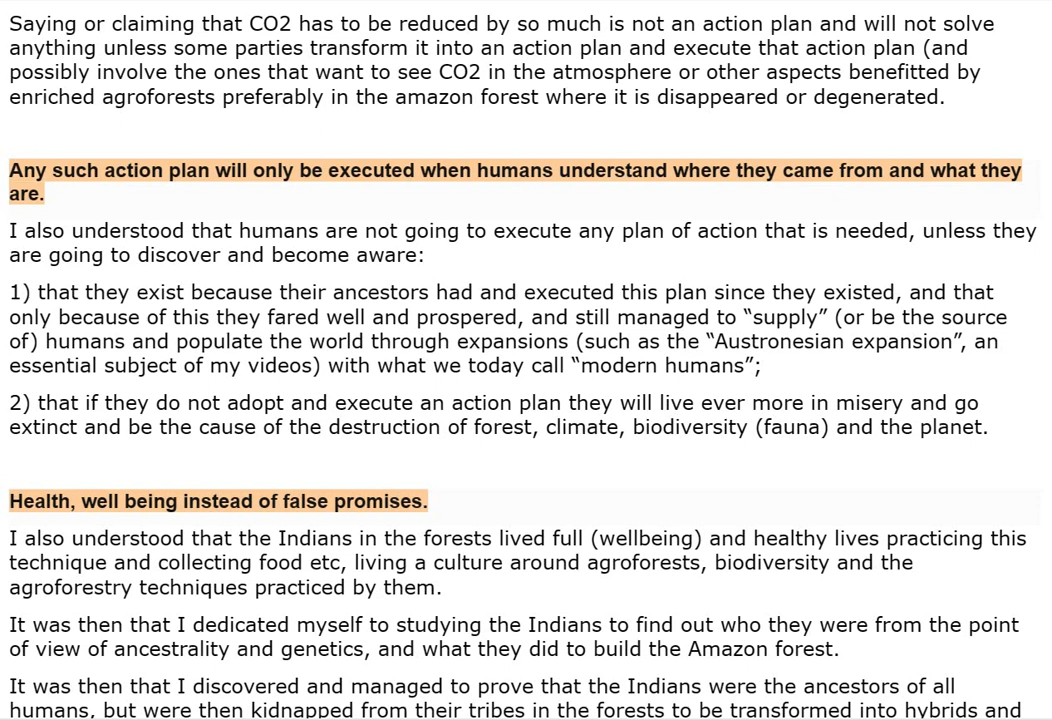 Saying or claiming that CO2 has to be reduced by so much is not an action plan and will not solve
anything unless some parties transform it into an action plan and execute that action plan (and
possibly involve the ones that want to see CO2 in the atmosphere or other aspects benefitted by
enriched agroforests preferably in the amazon forest where it is disappeared or degenerated.
Any such action plan will only be executed when humans understand where they came from and what they
are.
I also understood that humans are not going to execute any plan of action that is needed, unless they
are going to discover and become aware:
1) that they exist because their ancestors had and executed this plan since they existed, and that
only because of this they fared well and prospered, and still managed to “supply” (or be the source
of) humans and populate the world through expansions (such as the “Austronesian expansion”, an
essential subject of my videos) with what we today call “modern humans”;
2) that if they do not adopt and execute an action plan they will live ever more in misery and go
extinct and be the cause of the destruction of forest, climate, biodiversity (fauna) and the planet.
Health, well being instead of false promises.
I also understood that the Indians in the forests lived full (wellbeing) and healthy lives practicing this
technique and collecting food etc, living a culture around agroforests, biodiversity and the
agroforestry techniques practiced by them.
It was then that I dedicated myself to studying the Indians to find out who they were from the point
of view of ancestrality and genetics, and what they did to build the Amazon forest.
It was then that I discovered and managed to prove that the Indians were the ancestors of all
humans, but were then kidnapped from their tribes in the forests to be transformed into hybrids and